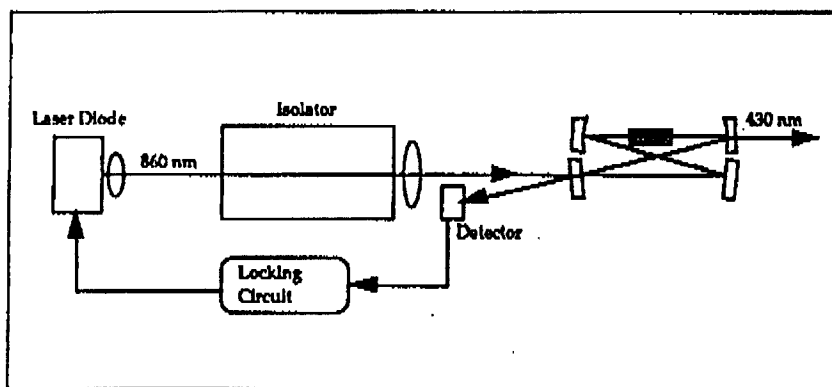 Laser Diode
860 nm
Isolator
430 nm
Detector
Locking
Circuit